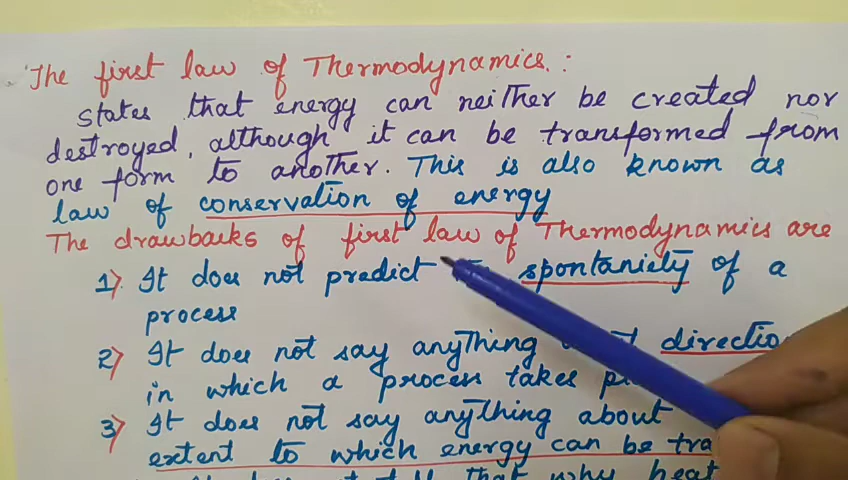 The first law of Thermodynamics. :
States that energy can neither be created nor
destroyed, although it can be transformed from
one form to another. This is also known as
law of conservation of energy
The drawbacks of first law of Thermodynamics are
1) It does not predict spontaniety of a
process
2) It does not say anything
in which a process takes
3) It does not say anything about
extent to which energy can be
that why heat